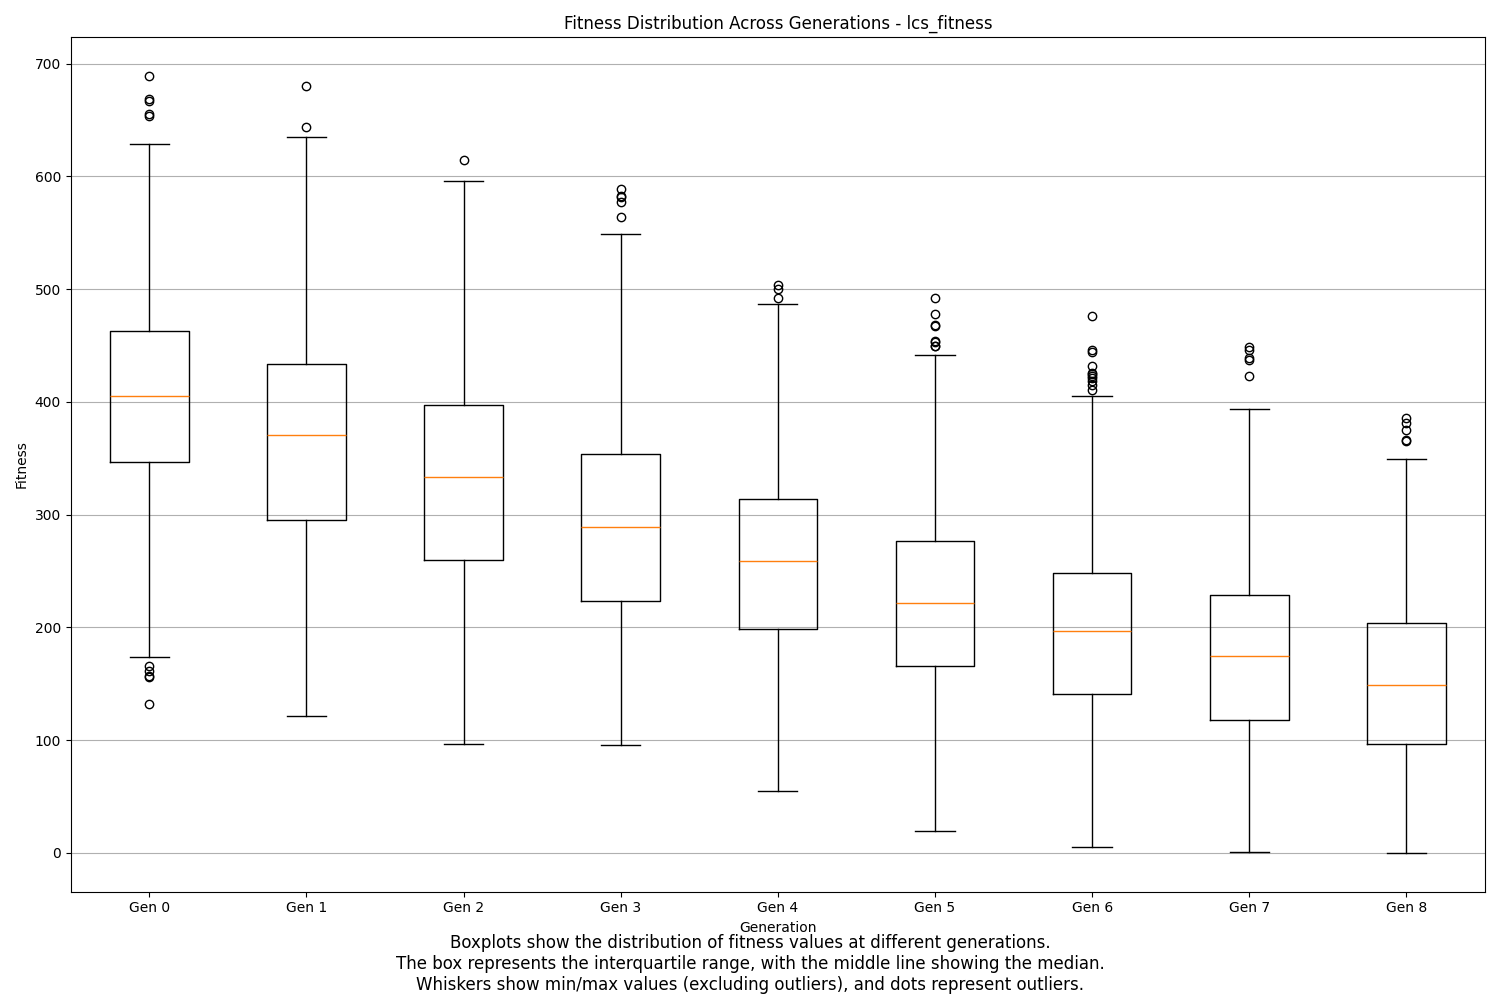 Fitness Distribution Across Generations - lcs_fitness
700
600
500
400
300
200
100
0
Fitness
Gen 0 Gen 1 Gen 2 Gen 3 Gen 4 Gen 5 Gen 6 Gen 7 Gen 8
Generation
Boxplots show the distribution of fitness values at different generations.
The box represents the interquartile range, with the middle line showing the median.
Whiskers show min/max values (excluding outliers), and dots represent outliers.